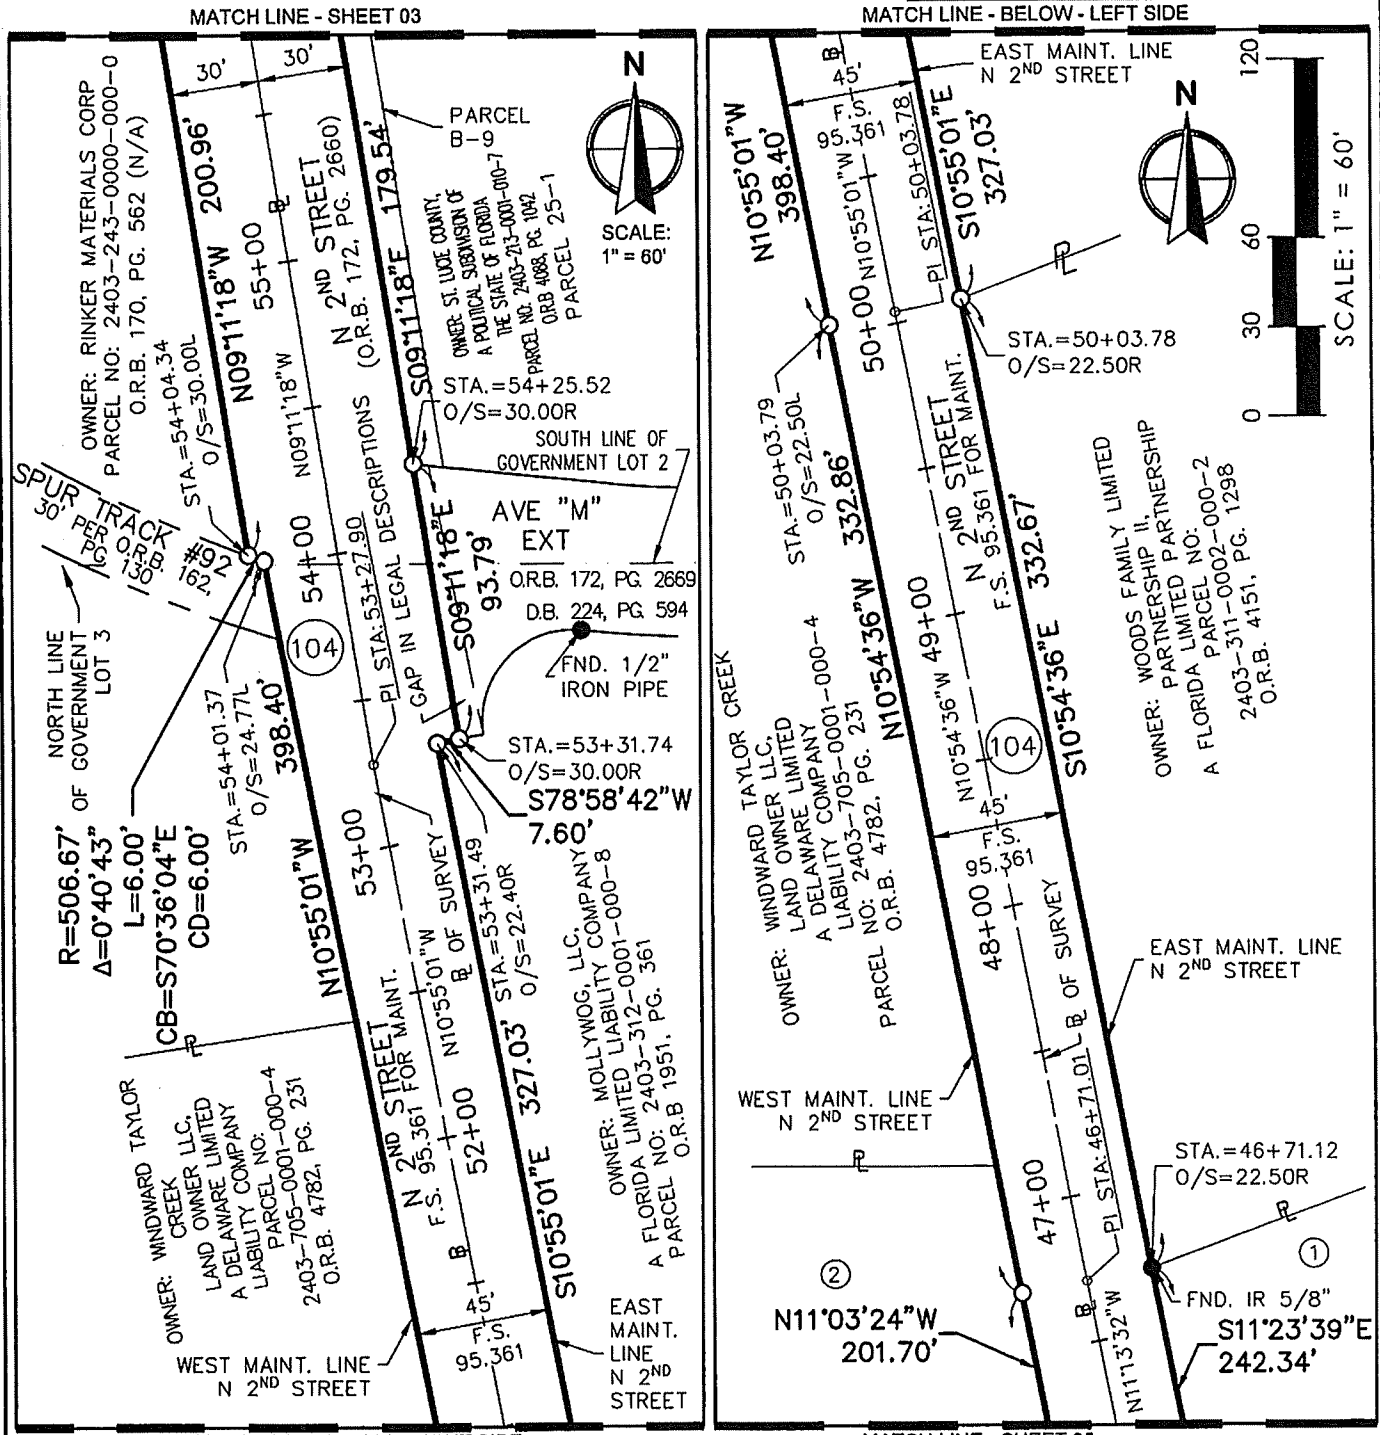 MATCH LINE - SHEET 03
30'
30'
OWNER: RINKER MATERIALS CORP
PARCEL NO: 2403-243-0000-000-0
O.R.B. 170, PG. 562 (N/A)
N09°11'18"W 200.96'
55+00
N 2ND STREET
(O.R.B. 172, PG. 2660)
179.54'
S09°11'18"E
PARCEL
B-9
N
SCALE:
1" = 60'
OWNER: ST. LUCIE COUNTY,
A POLITICAL SUBDIVISION OF
THE STATE OF FLORIDA
PARCEL NO: 2403-213-0001-010-7
ORB 4088, PG 1042
PARCEL 25-1
STA.=54+04.34
O/S=30.00L
N09°11'18"W
STA.=54+25.52
O/S=30.00R
SOUTH LINE OF
GOVERNMENT LOT 2
SPUR TRACK #92
30' PER O.R.B. 162,
PG. 130
54+00
PI STA: 53+27.90
GAP IN LEGAL DESCRIPTIONS
S09°11'18"E
93.79'
AVE "M"
EXT
O.R.B. 172, PG. 2669
D.B. 224, PG. 594
104
FND. 1/2"
IRON PIPE
NORTH LINE
OF GOVERNMENT
LOT 3
STA.=54+01.37
O/S=24.77L
398.40'
N10°55'01"W
STA.=53+31.74
O/S=30.00R
S78°58'42"W
7.60'
R=506.67'
Δ=0°40'43"
L=6.00'
CB=S70°36'04"E
CD=6.00'
53+00
STA.=53+31.49
O/S=22.40R
N10°55'01"W
BL OF SURVEY
OWNER: MOLLYWOG, LLC,
A FLORIDA LIMITED LIABILITY COMPANY
PARCEL NO: 2403-312-0001-000-8
O.R.B 1951, PG. 361
PL
N 2ND STREET
F.S. 95.361 FOR MAINT.
52+00
S10°55'01"E 327.03'
OWNER: WINDWARD TAYLOR
CREEK
LAND OWNER LLC,
A DELAWARE LIMITED
LIABILITY COMPANY
PARCEL NO:
2403-705-0001-000-4
O.R.B. 4782, PG. 231
BL
45'
F.S.
95.361
WEST MAINT. LINE
N 2ND STREET
EAST
MAINT.
LINE
N 2ND
STREET
MATCH LINE - BELOW - LEFT SIDE
BL
45'
F.S.
95.361
EAST MAINT. LINE
N 2ND STREET
N10°55'01"W
398.40'
N10°55'01"W
PI STA: 50+03.78
S10°55'01"E
327.03'
N
PL
120
60
30
0
SCALE: 1" = 60'
50+00
STA.=50+03.78
O/S=22.50R
STA.=50+03.79
O/S=22.50L
N10°54'36"W 332.86'
N 2ND STREET
F.S. 95.361 FOR MAINT.
S10°54'36"E 332.67'
49+00
N10°54'36"W
OWNER: WOODS FAMILY LIMITED
PARTNERSHIP II,
A FLORIDA LIMITED PARTNERSHIP
PARCEL NO:
2403-311-0002-000-2
O.R.B. 4151, PG. 1298
OWNER: WINDWARD TAYLOR CREEK
LAND OWNER LLC,
A DELAWARE LIMITED
LIABILITY COMPANY
PARCEL NO: 2403-705-0001-000-4
O.R.B. 4782, PG. 231
104
45'
F.S.
95.361
48+00
BL OF SURVEY
EAST MAINT. LINE
N 2ND STREET
WEST MAINT. LINE
N 2ND STREET
PL
47+00
PI STA: 46+71.01
STA.=46+71.12
O/S=22.50R
PL
1
2
FND. IR 5/8"
BL
N11°03'24"W
201.70'
N11°13'32"W
S11°23'39"E
242.34'